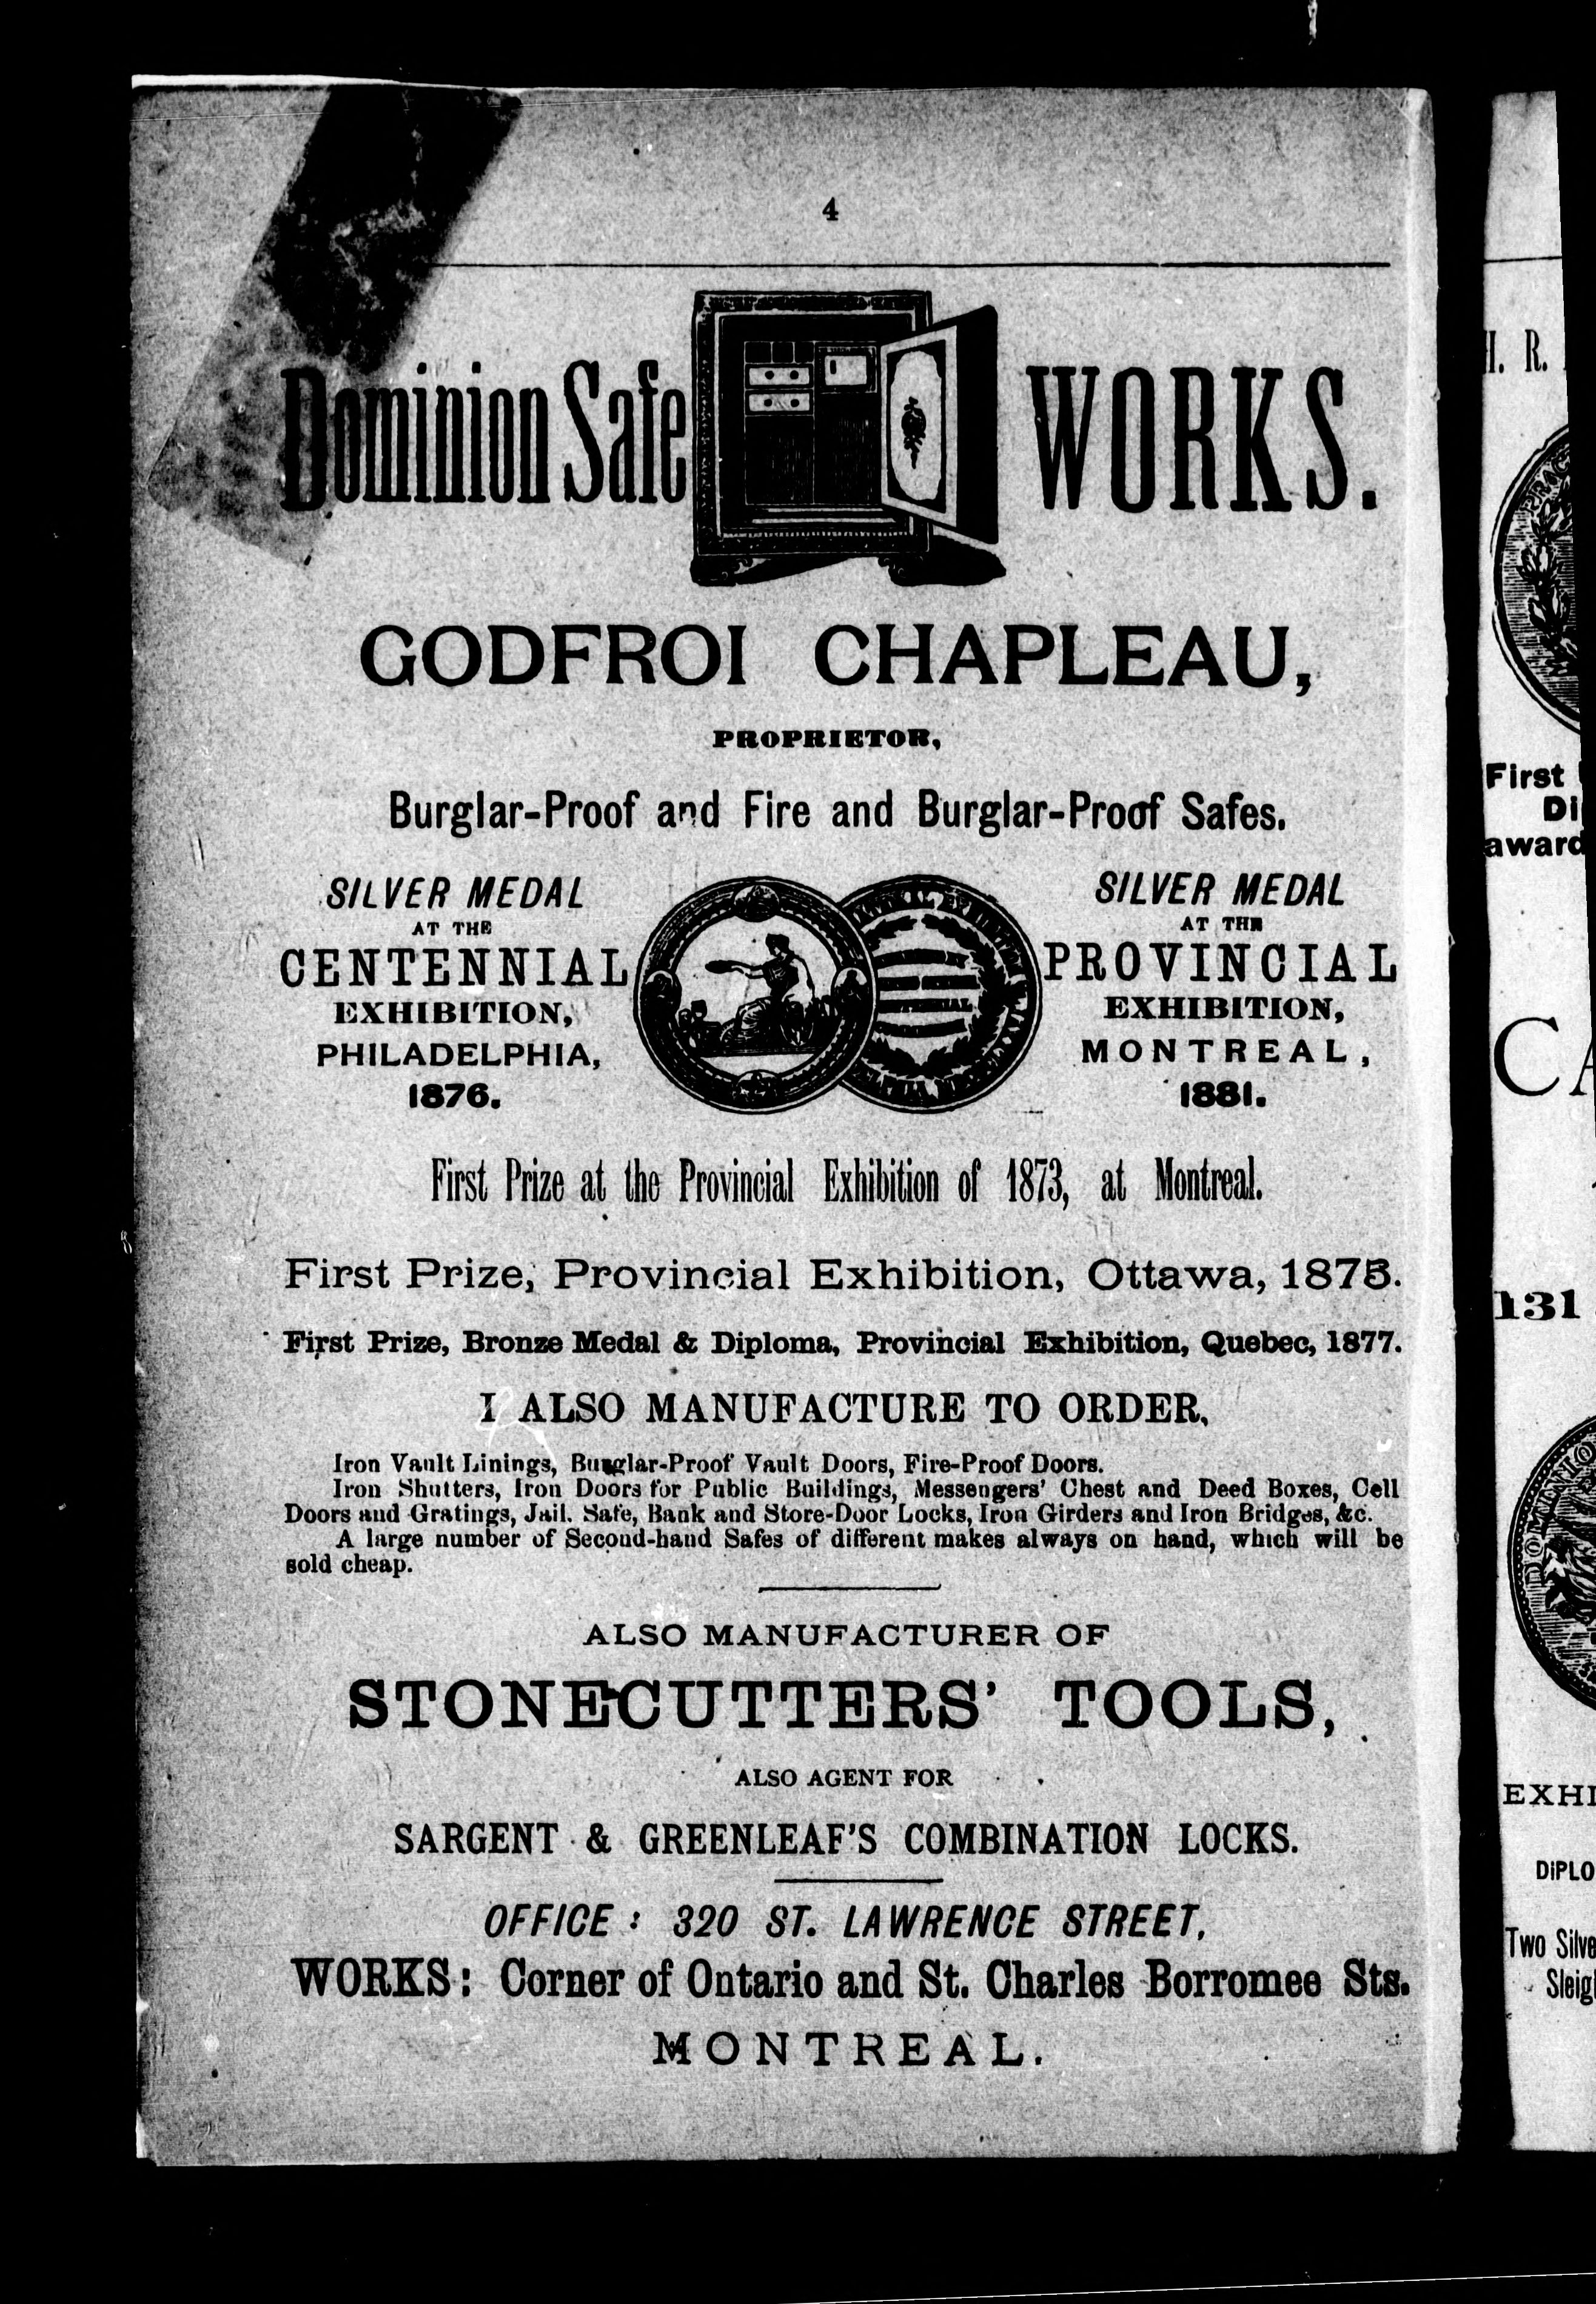 4
Dominion Safe WORKS.
GODFROI CHAPLEAU,
PROPRIETOR,
Burglar-Proof and Fire and Burglar-Proof Safes.
SILVER MEDAL
AT THE
CENTENNIAL
EXHIBITION,
PHILADELPHIA,
1876.
SILVER MEDAL
AT THE
PROVINCIAL
EXHIBITION,
MONTREAL,
1881.
First Prize at the Provincial Exhibition of 1873, at Montreal.
First Prize, Provincial Exhibition, Ottawa,
First Prize, Bronze Medal & Diploma, Provincial Exhibition, Quebec, 1877.
I ALSO MANUFACTURE TO ORDER,
Iron Vault Linings, Burglar-Proof Vault Doors, Fire-Proof Doors.
Iron Shutters, Iron Doors for Public Buildings, Messengers' Chest and Deed Boxes, Cell
Doors and Gratings, Jail. Safe, Bank and Store-Door Locks, Iron Girders and Iron Bridges, &c.
A large number of Second-hand Safes of different makes always on hand, which will be
sold cheap.
ALSO MANUFACTURER OF
STONE-CUTTERS' TOOLS,
ALSO AGENT FOR
SARGENT & GREENLEAF'S COMBINATION LOCKS.
OFFICE: 320 ST. LAWRENCE STREET,
WORKS: Corner of Ontario and St. Charles Borromee Sts.
MONTREAL.
H. R.
First
Di
award
CA
131
EXHI
DIPLO
Two Silve
Sleig